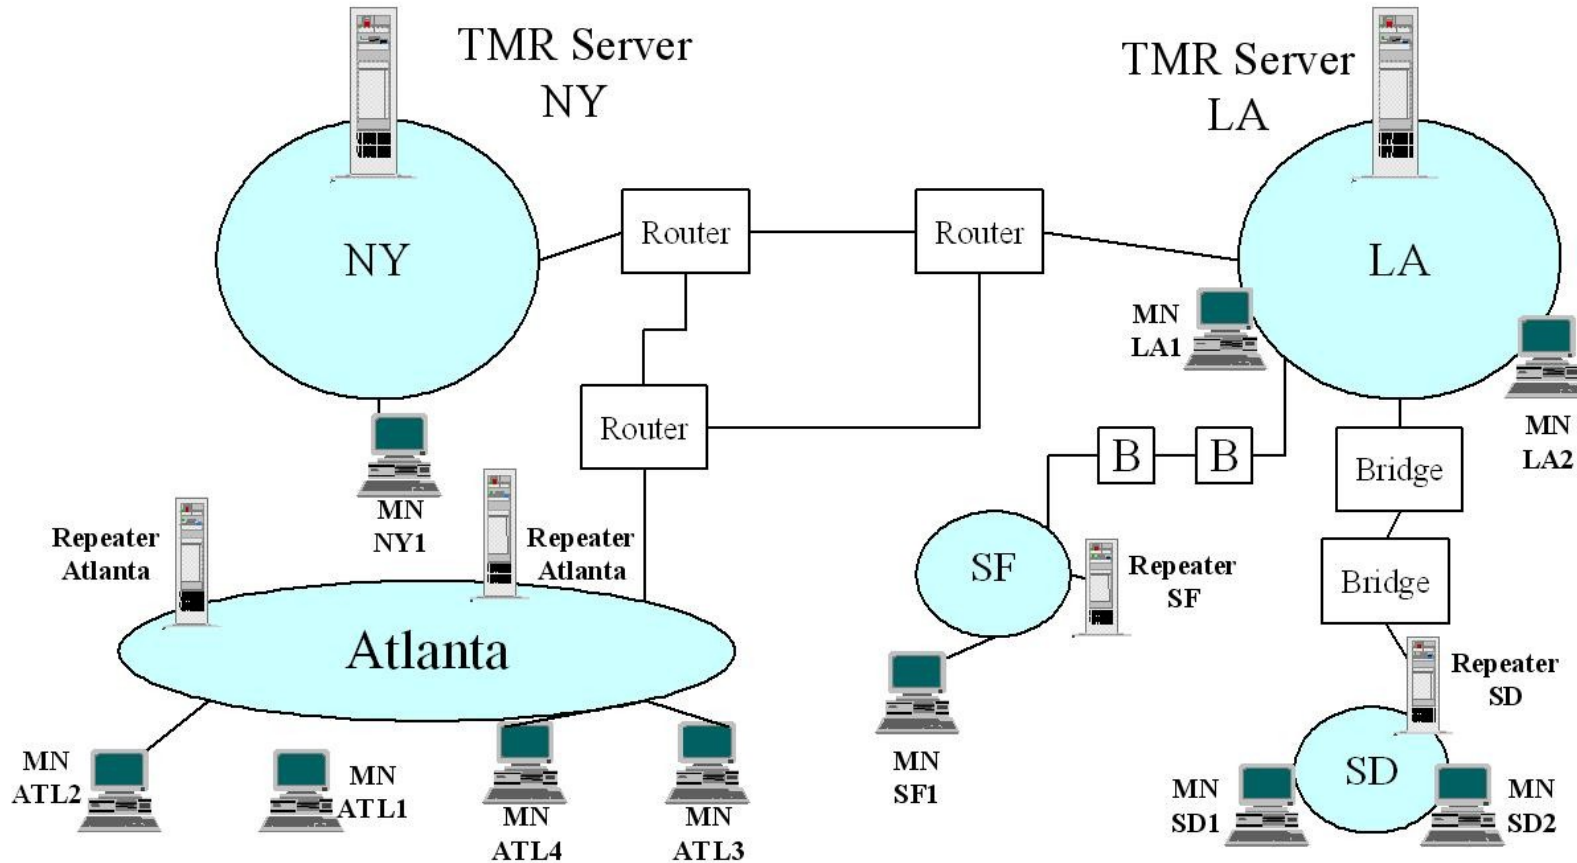 TMR Server
NY
TMR Server
LA
NY
Router
Router
LA
MN
LA1
MN
LA2
Router
B
B
Bridge
MN
NY1
Repeater
Atlanta
Repeater
Atlanta
SF
Repeater
SF
Bridge
Atlanta
Repeater
SD
MN
ATL2
MN
ATL1
MN
ATL4
MN
ATL3
MN
SF1
SD
MN
SD1
MN
SD2